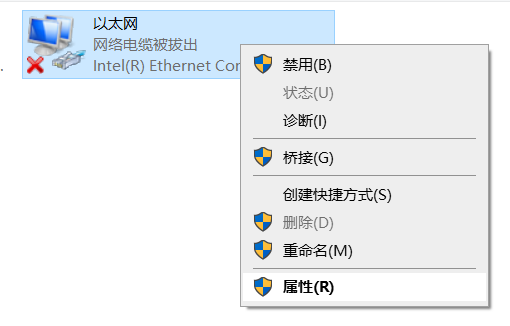 以太网
网络电缆被拔出
Intel(R) Ethernet Cor
禁用(B)
状态(U)
诊断(I)
桥接(G)
创建快捷方式(S)
删除(D)
重命名(M)
属性(R)